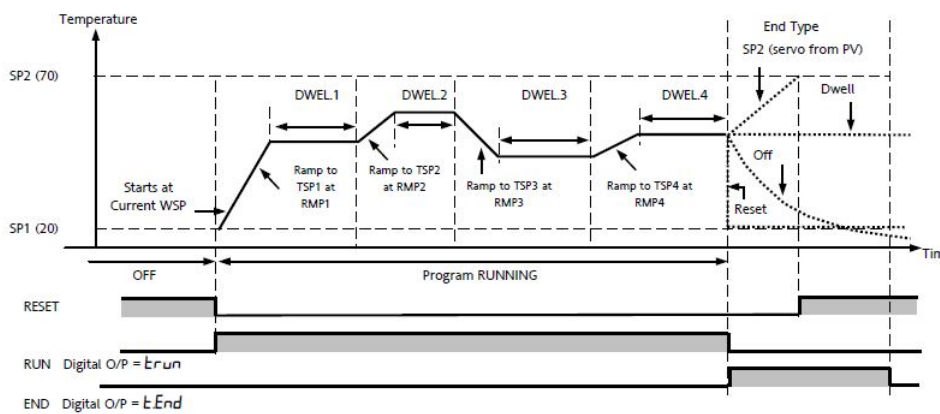 Temperature
End Type
SP2 (servo from PV)
SP2 (70)
DWEL.1
DWEL.2
DWEL.3
DWEL.4
Dwell
Ramp to
TSP1 at
RMP1
Ramp to TSP2
at RMP2
Ramp to TSP3 at
RMP3
Ramp to TSP4 at
RMP4
Off
Starts at
Current WSP
Reset
SP1 (20)
Tim
OFF
Program RUNNING
RESET
RUN Digital O/P = t.run
END Digital O/P = t.End